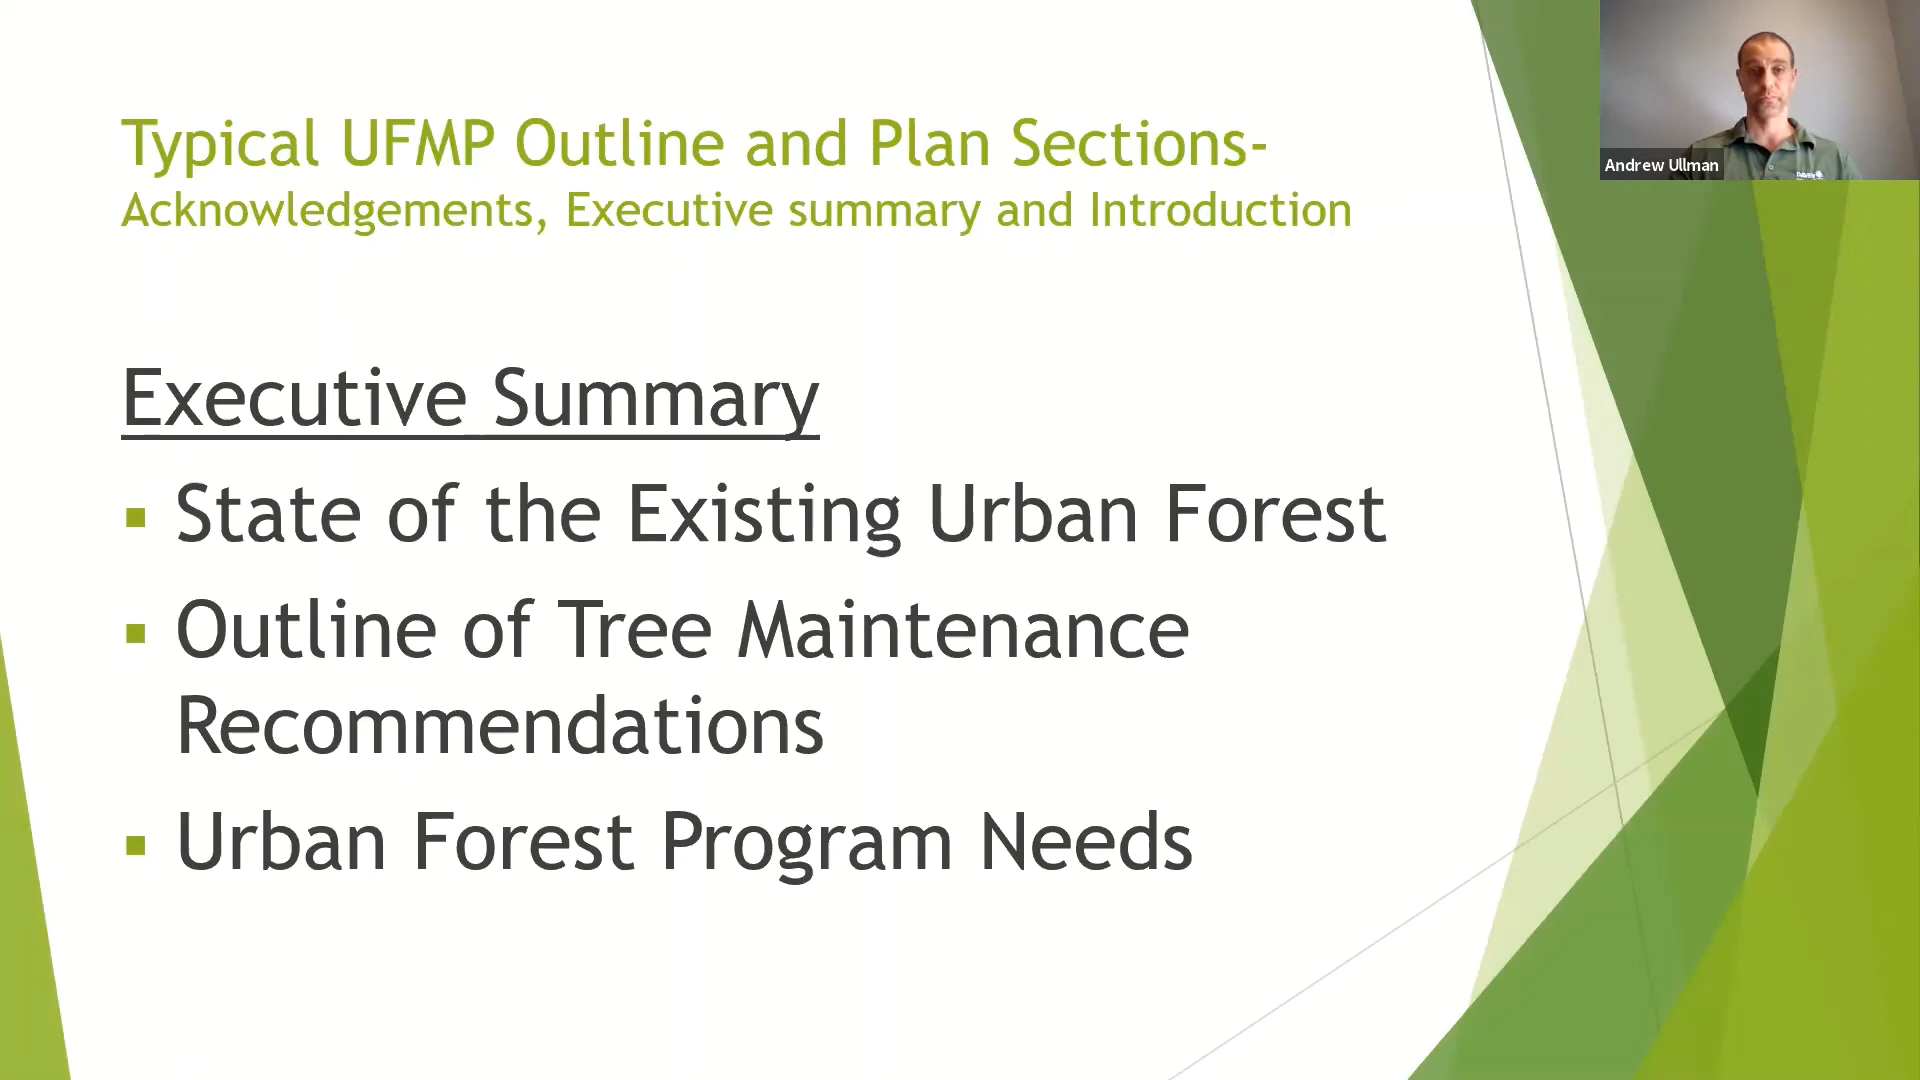 Typical UFMP Outline and Plan Sections-
Acknowledgements, Executive summary and Introduction
Andrew Ullman
Executive Summary
▪ State of the Existing Urban Forest
▪ Outline of Tree Maintenance
Recommendations
▪ Urban Forest Program Needs